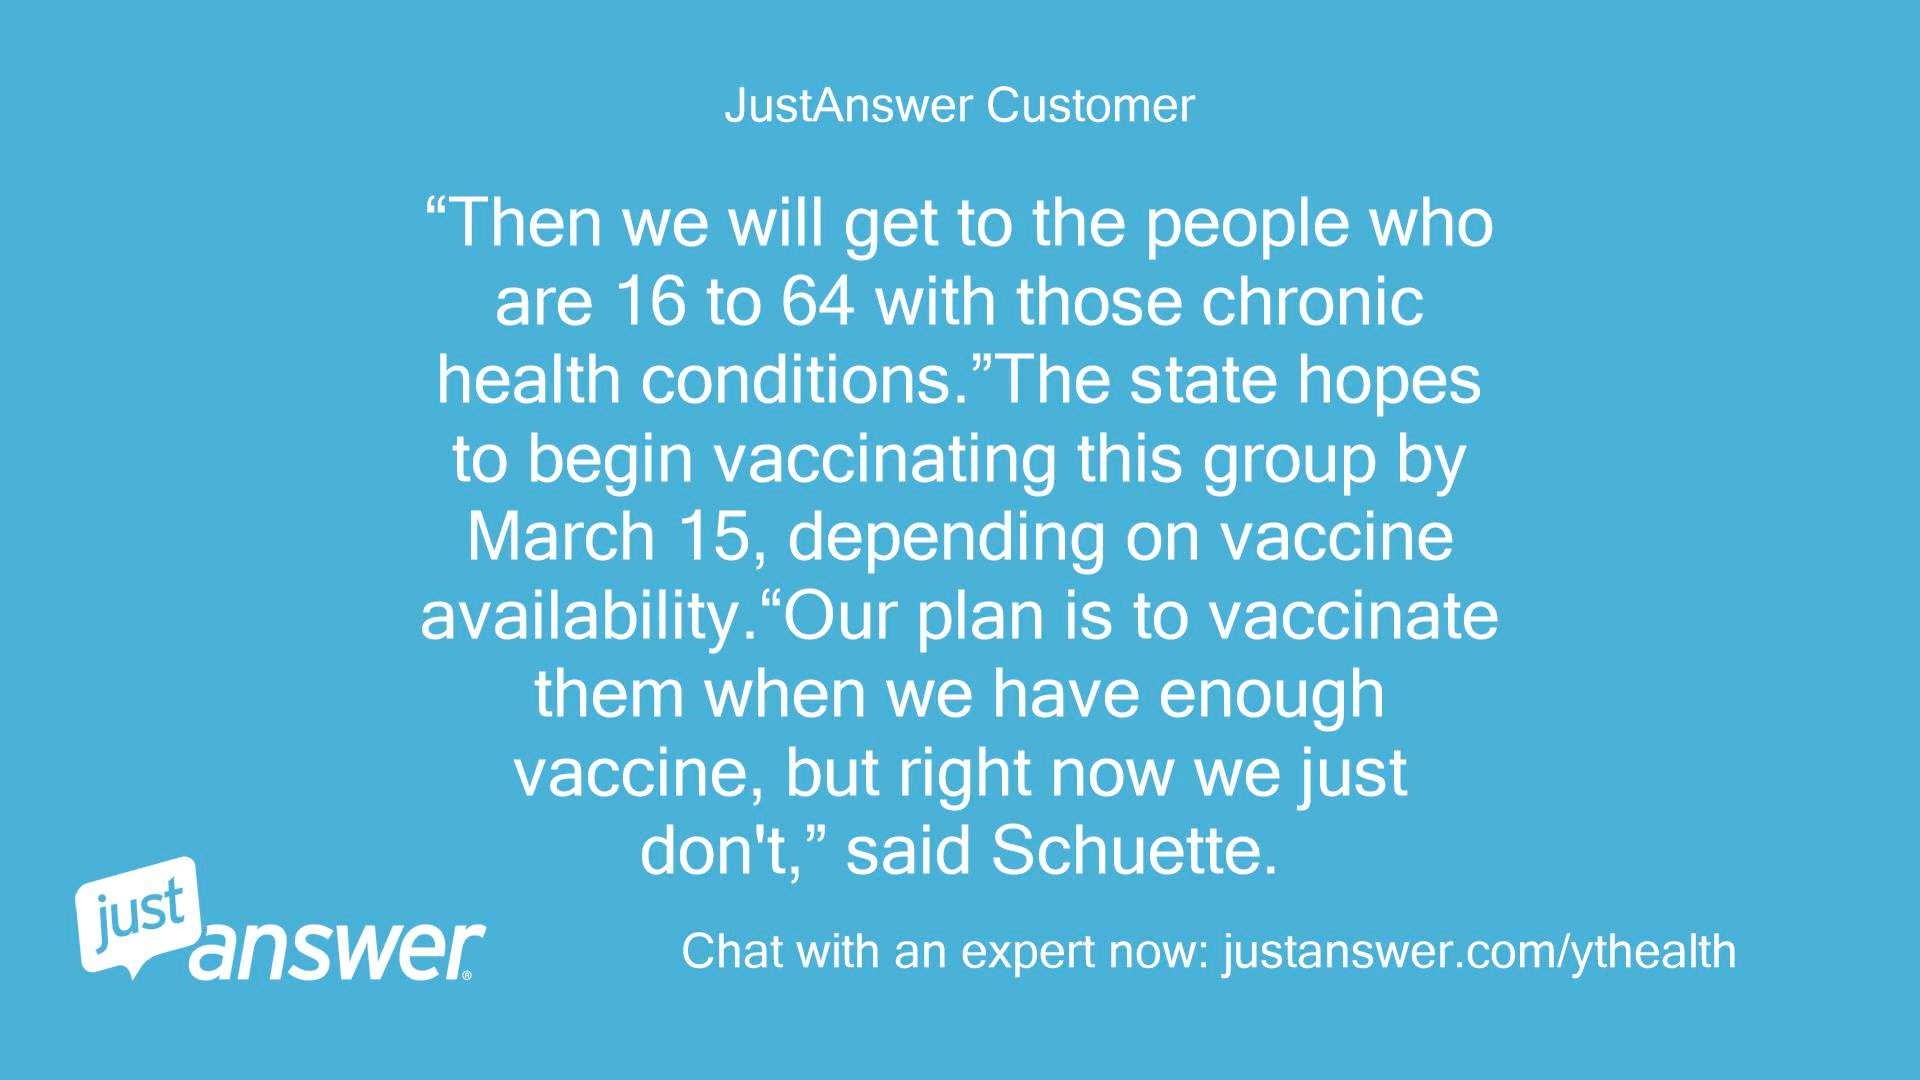 JustAnswer Customer
“Then we will get to the people who
are 16 to 64 with those chronic
health conditions.”The state hopes
to begin vaccinating this group by
March 15, depending on vaccine
availability.“Our plan is to vaccinate
them when we have enough
vaccine, but right now we just
don't,” said Schuette.
just
answer®
Chat with an expert now: justanswer.com/ythealth